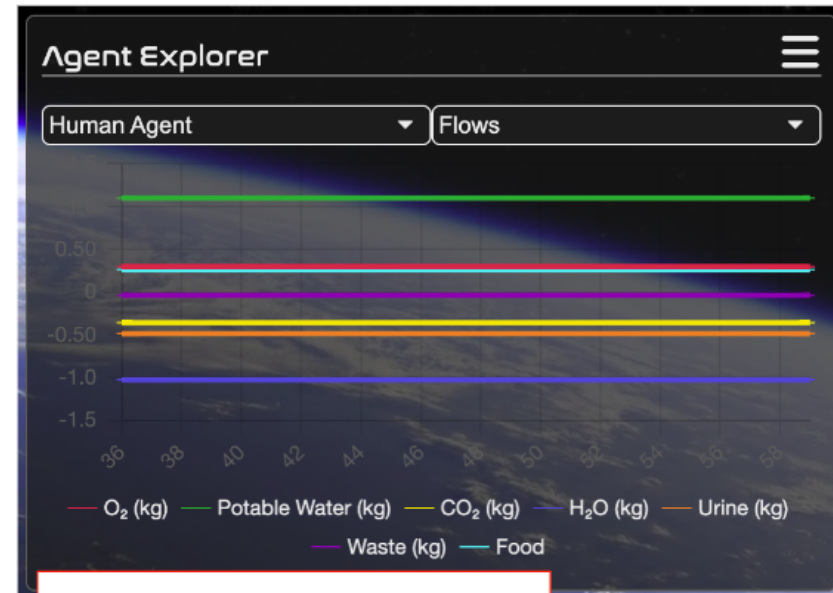 Agent Explorer
Human Agent Flows
0.50
0
-0.50
-1.0
-1.5
36 38 40 42 44 46 48 50 52 54 56 58
O₂ (kg) Potable Water (kg) CO₂ (kg) H₂O (kg) Urine (kg)
Waste (kg) Food